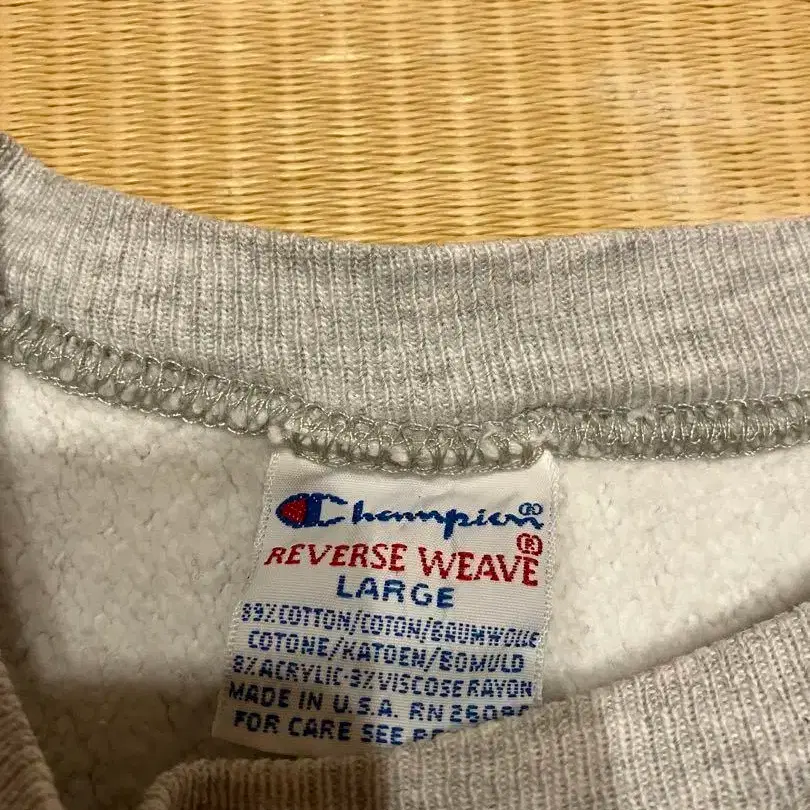 Champion®
REVERSE WEAVE®
LARGE
89% COTTON/COTON/BAUMWOLLE
COTONE/KATOEN/BOMULD
8% ACRYLIC-3% VISCOSE RAYON
MADE IN U.S.A. RN
FOR CARE SEE